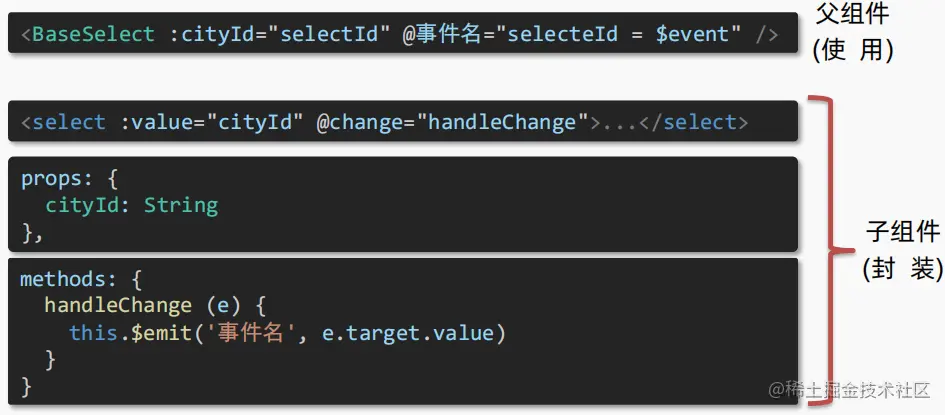 <BaseSelect :cityId="selectId" @事件名="selecteId = $event" />
父组件
(使 用)
<select :value="cityId" @change="handleChange">...</select>
props: {
  cityId: String
},
子组件
(封 装)
methods: {
  handleChange (e) {
    this.$emit('事件名', e.target.value)
  }
}
@稀土掘金技术社区